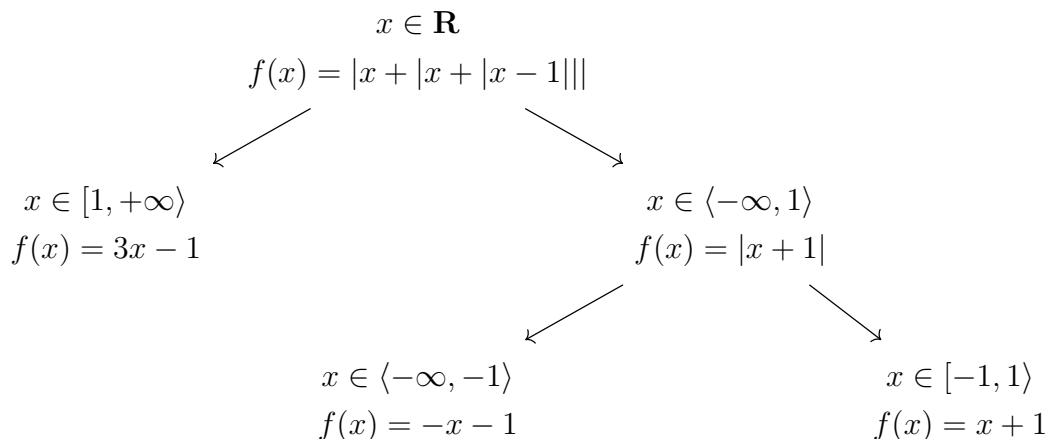 x ∈ R
f(x) = |x + |x + |x − 1|||
x ∈ [1, +∞⟩
f(x) = 3x − 1
x ∈ ⟨−∞, 1⟩
f(x) = |x + 1|
x ∈ ⟨−∞, −1⟩
f(x) = −x − 1
x ∈ [−1, 1⟩
f(x) = x + 1